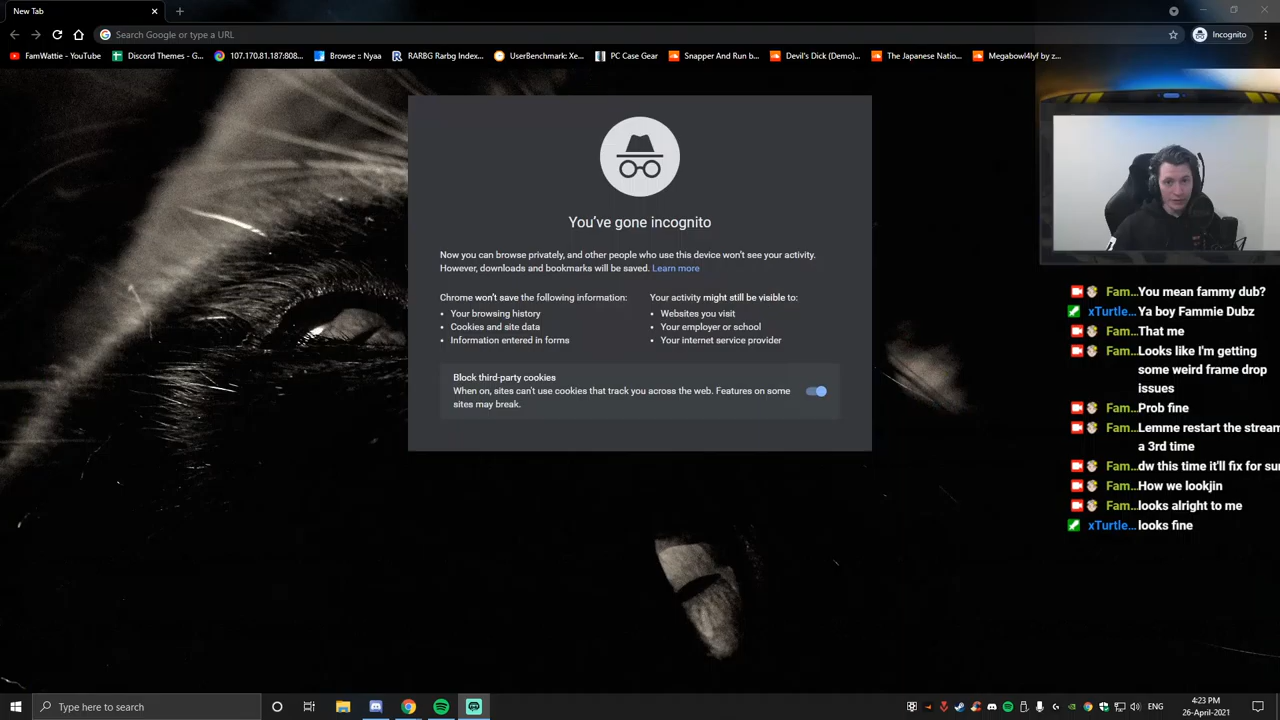 New Tab
Search Google or type a URL
Incognito
FamWattie - YouTube
Discord Themes - G...
107.170.81.187:808...
Browse :: Nyaa
RARBG Rarbg Index...
UserBenchmark: Xe...
PC Case Gear
Snapper And Run b...
Devil's Dick (Demo)...
The Japanese Natio...
Megabowl4lyf by z...
You've gone incognito
Now you can browse privately, and other people who use this device won't see your activity.
However, downloads and bookmarks will be saved. Learn more
Chrome won't save the following information:
Your browsing history
Cookies and site data
Information entered in forms
Your activity might still be visible to:
Websites you visit
Your employer or school
Your internet service provider
Block third-party cookies
When on, sites can't use cookies that track you across the web. Features on some
sites may break.
Fam... You mean fammy dub?
xTurtle... Ya boy Fammie Dubz
Fam... That me
Fam... Looks like I'm getting
some weird frame drop
issues
Fam... Prob fine
Fam... Lemme restart the stream
a 3rd time
Fam... dw this time it'll fix for sur
Fam... How we lookjin
Fam... looks alright to me
xTurtle... looks fine
Type here to search
ENG
4:23 PM
26-April-2021